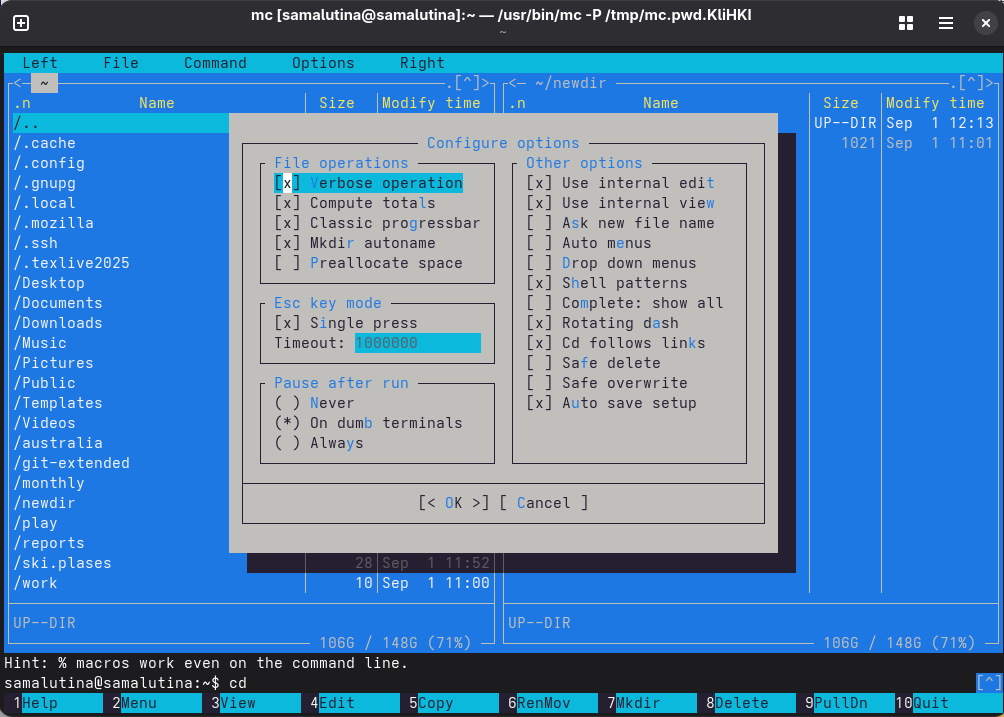 mc [samalutina@samalutina]:~ — /usr/bin/mc -P /tmp/mc.pwd.KliHKI
~
Left File Command Options Right
<— ~ .[^]> <— ~/newdir .[^]>
.n Name Size Modify time .n Name Size Modify time
/.. UP--DIR Sep 1 12:13
/.cache Configure options 1021 Sep 1 11:01
/.config File operations Other options
/.gnupg [x] Verbose operation [x] Use internal edit
/.local [x] Compute totals [x] Use internal view
/.mozilla [x] Classic progressbar [ ] Ask new file name
/.ssh [x] Mkdir autoname [ ] Auto menus
/.texlive2025 [ ] Preallocate space [ ] Drop down menus
/Desktop [x] Shell patterns
/Documents Esc key mode [ ] Complete: show all
/Downloads [x] Single press [x] Rotating dash
/Music Timeout: 1000000 [x] Cd follows links
/Pictures [ ] Safe delete
/Public Pause after run [ ] Safe overwrite
/Templates ( ) Never [x] Auto save setup
/Videos (*) On dumb terminals
/australia ( ) Always
/git-extended
/monthly
/newdir [< OK >] [ Cancel ]
/play
/reports
/ski.plases 28 Sep 1 11:52
/work 10 Sep 1 11:00
UP--DIR UP--DIR
106G / 148G (71%) 106G / 148G (71%)
Hint: % macros work even on the command line.
samalutina@samalutina:~$ cd [^]
1Help 2Menu 3View 4Edit 5Copy 6RenMov 7Mkdir 8Delete 9PullDn 10Quit